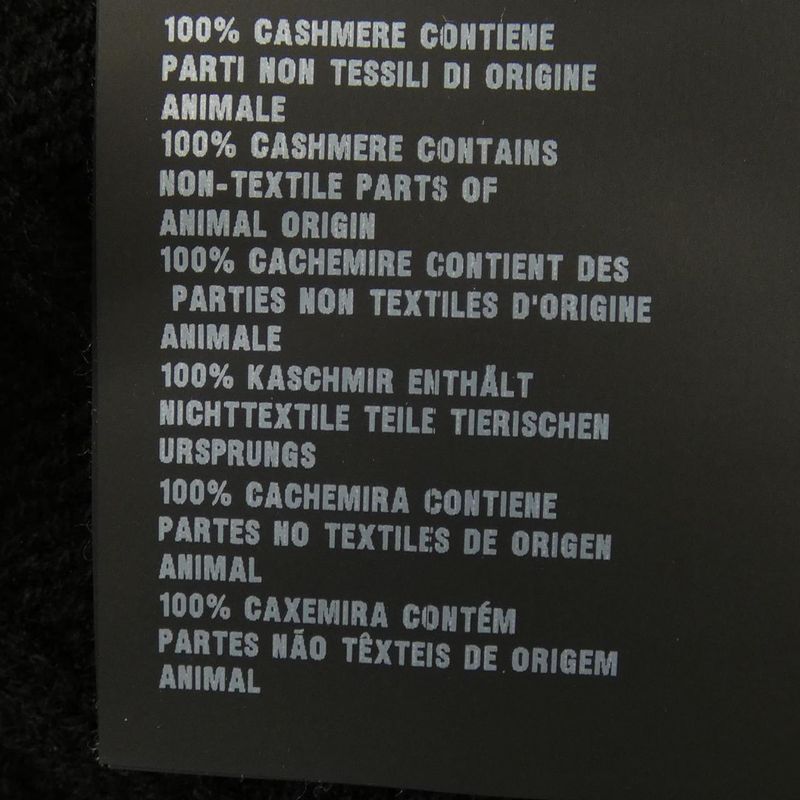 100% CASHMERE CONTIENE
PARTI NON TESSILI DI ORIGINE
ANIMALE
100% CASHMERE CONTAINS
NON-TEXTILE PARTS OF
ANIMAL ORIGIN
100% CACHEMIRE CONTIENT DES
PARTIES NON TEXTILES D'ORIGINE
ANIMALE
100% KASCHMIR ENTHÄLT
NICHTTEXTILE TEILE TIERISCHEN
URSPRUNGS
100% CACHEMIRA CONTIENE
PARTES NO TEXTILES DE ORIGEN
ANIMAL
100% CAXEMIRA CONTÉM
PARTES NÃO TÊXTEIS DE ORIGEM
ANIMAL